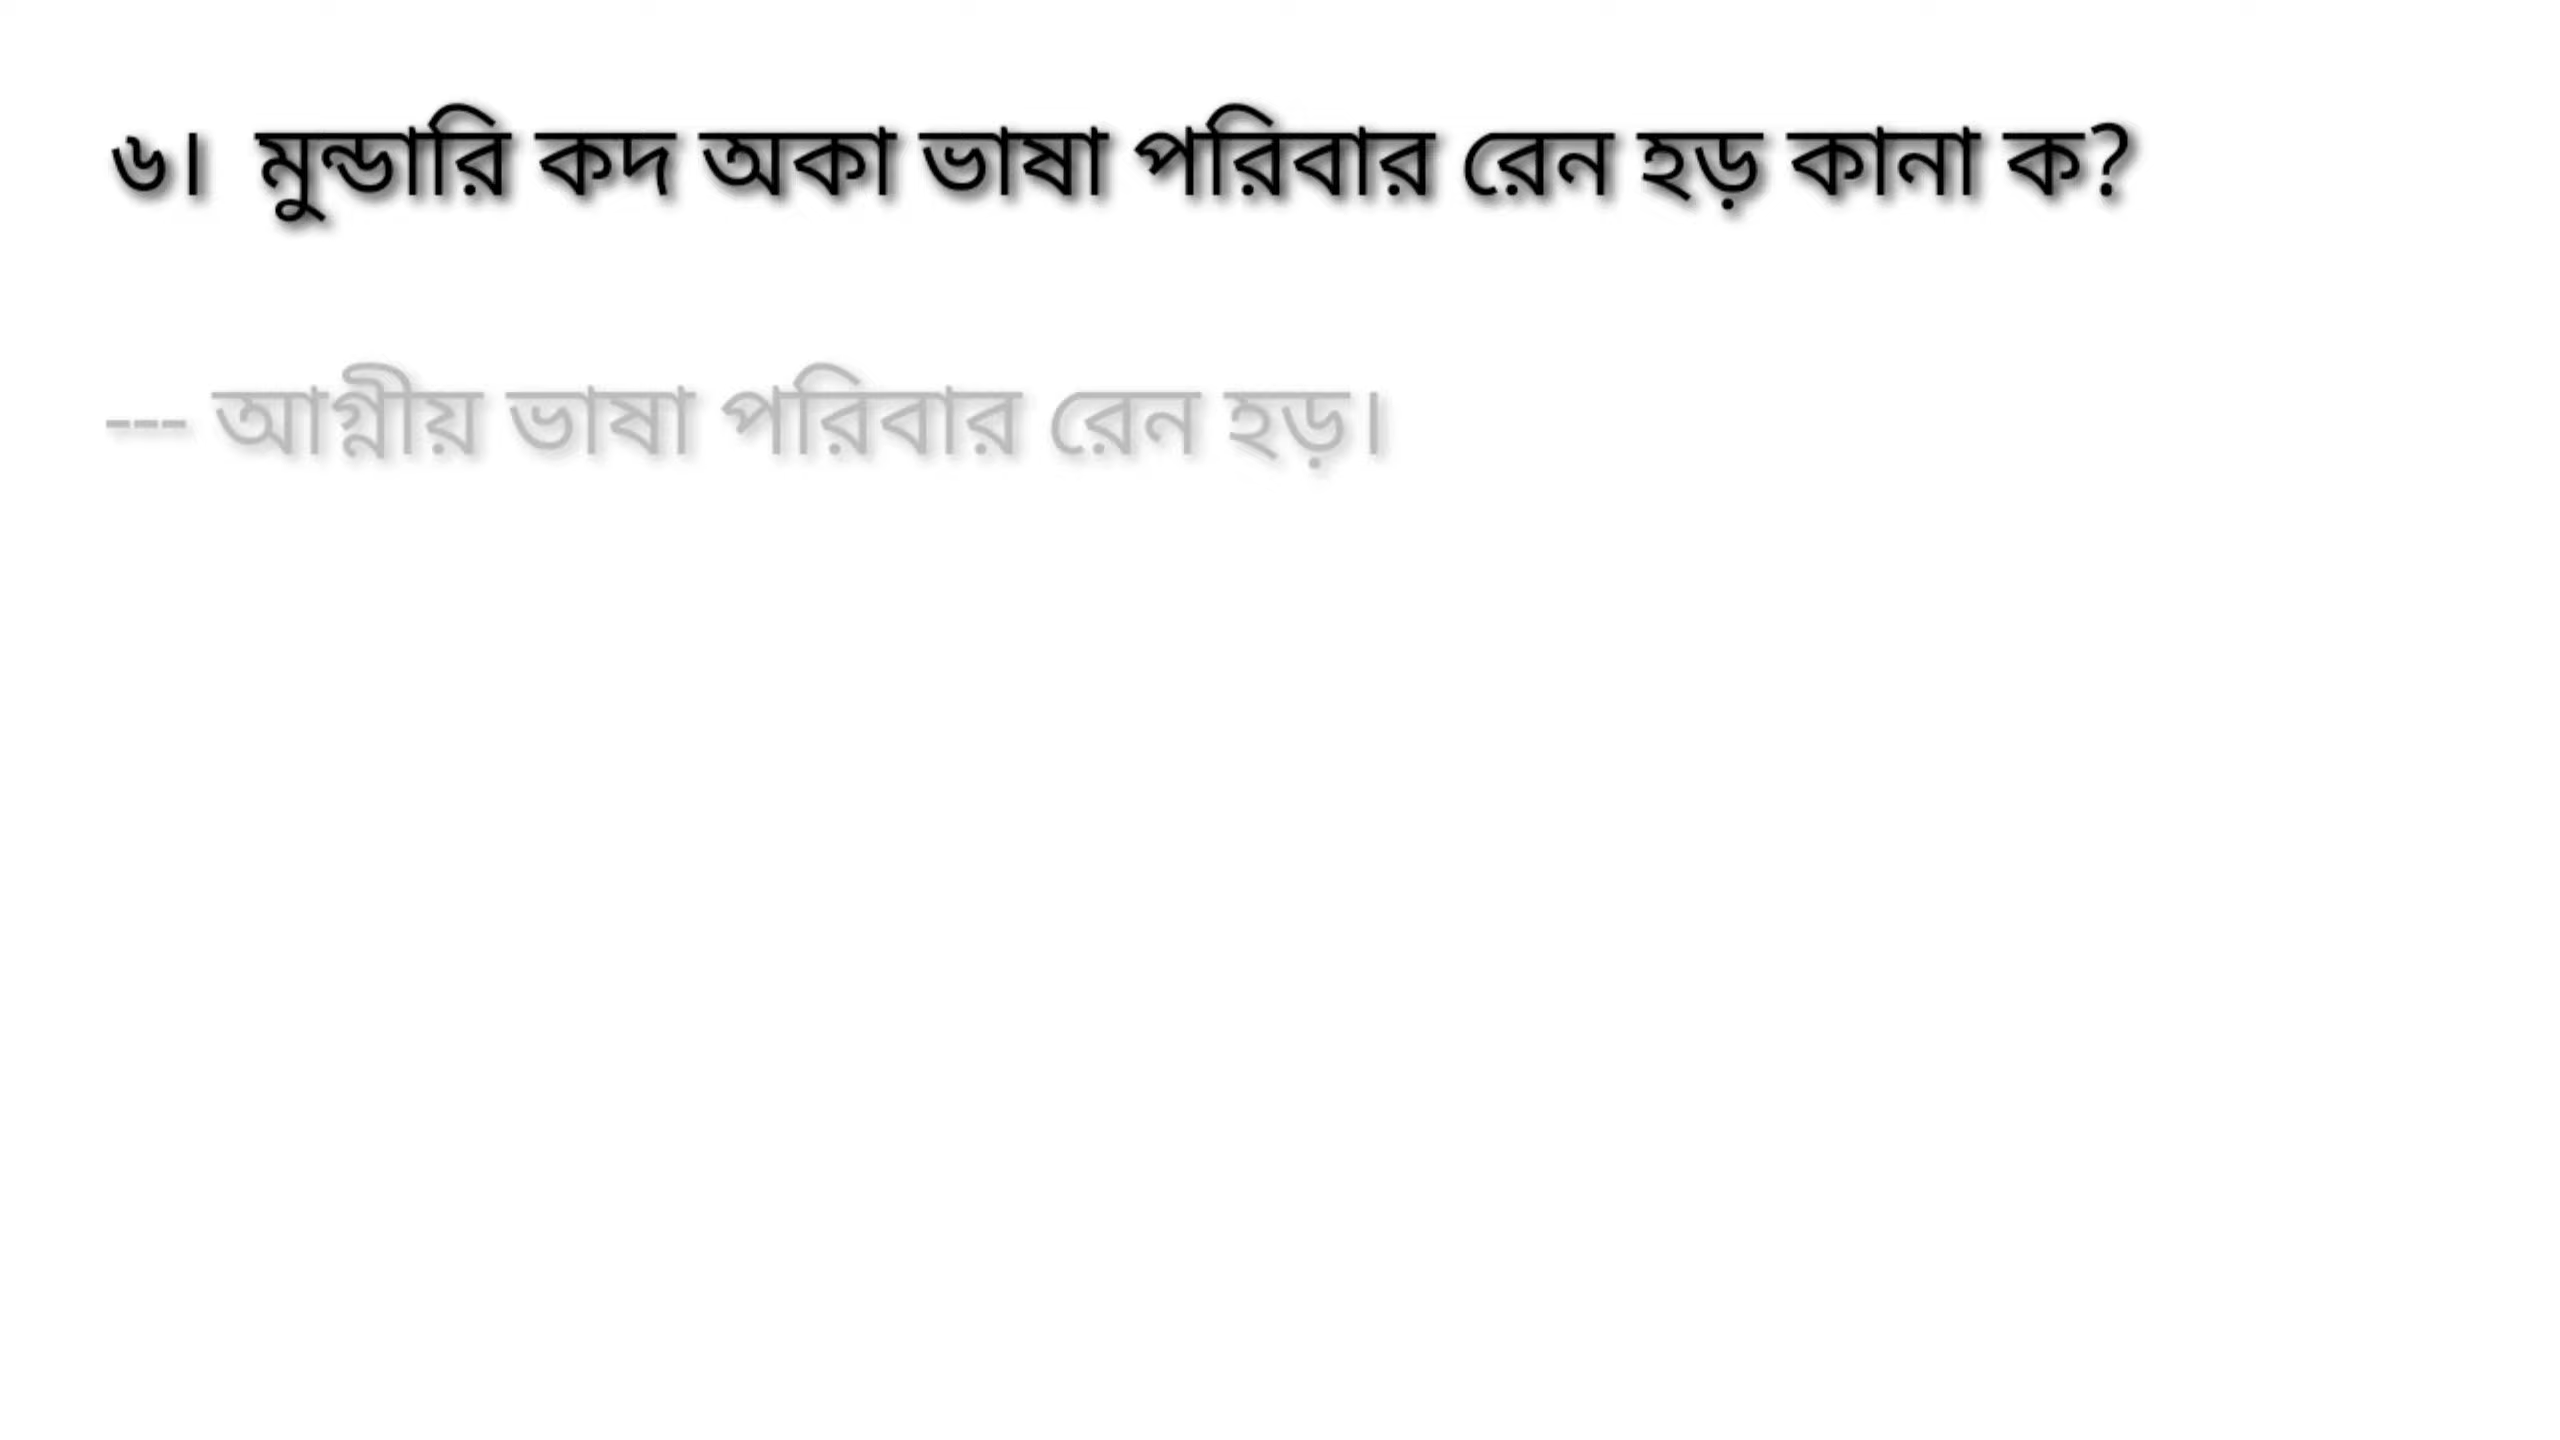 ৬। মুন্ডারি কদ অকা ভাষা পরিবার রেন হড় কানা ক?
--- আগ্নীয় ভাষা পরিবার রেন হড়।